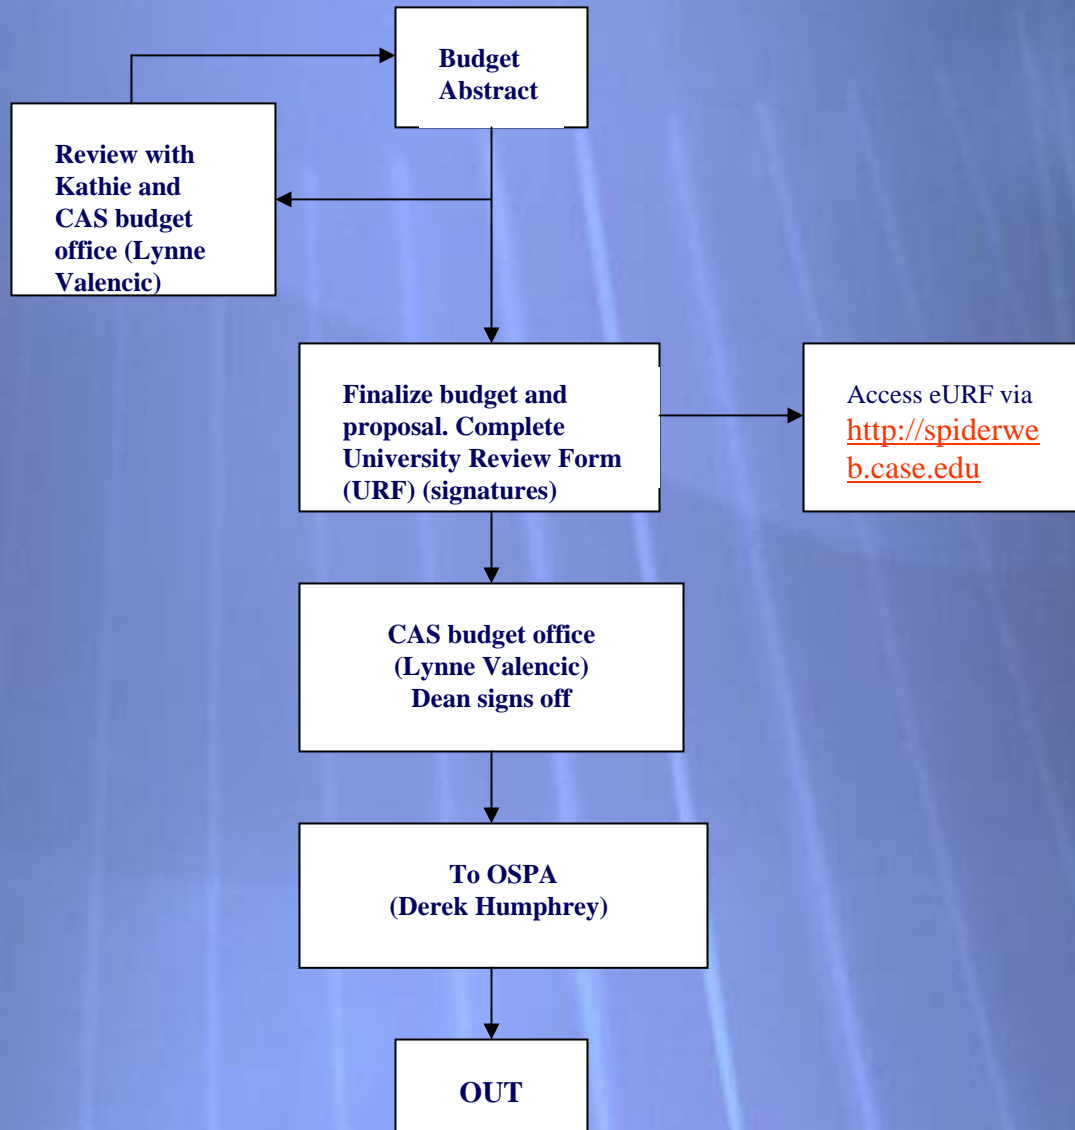 Budget
Abstract
Review with
Kathie and
CAS budget
office (Lynne
Valencic)
Finalize budget and
proposal. Complete
University Review Form
(URF) (signatures)
Access eURF via
http://spiderwe
b.case.edu
CAS budget office
(Lynne Valencic)
Dean signs off
To OSPA
(Derek Humphrey)
OUT